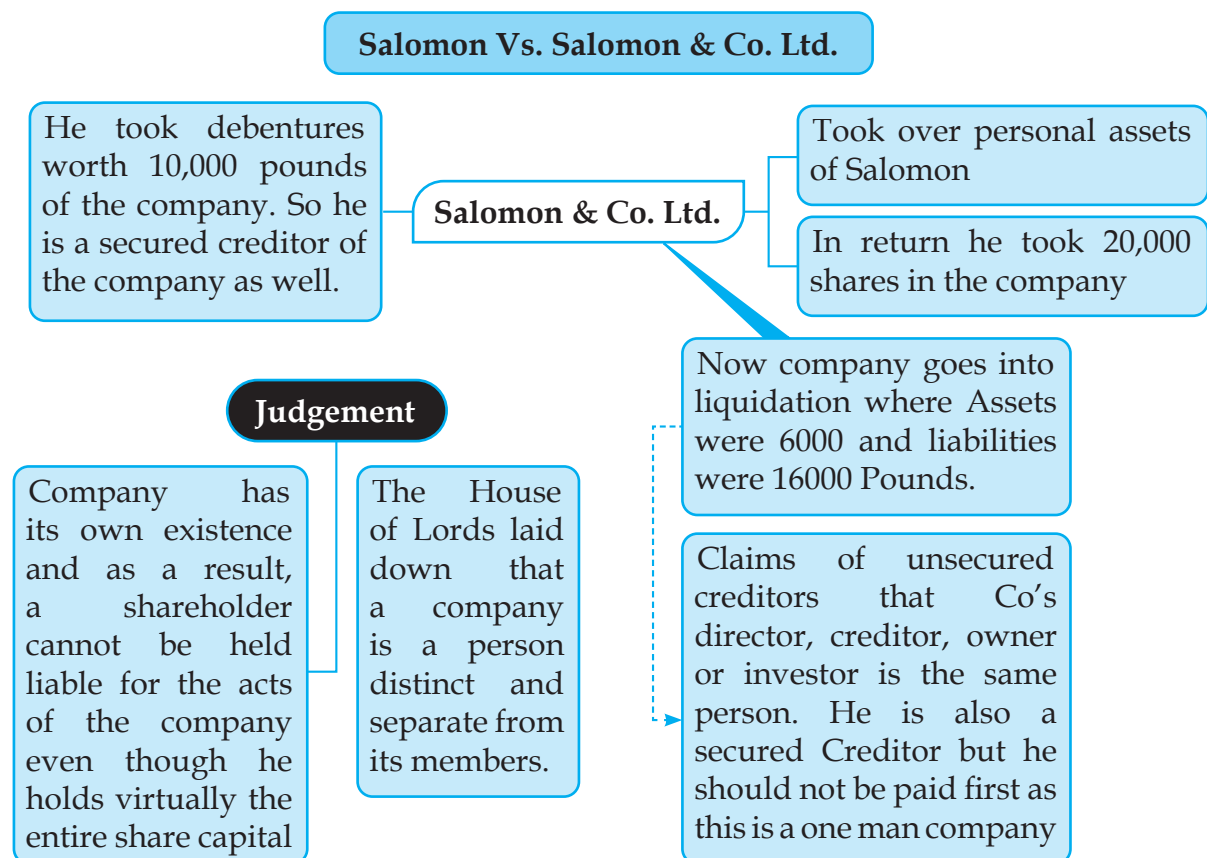 Salomon Vs. Salomon & Co. Ltd.
He took debentures
worth 10,000 pounds
of the company. So he
is a secured creditor of
the company as well.
Salomon & Co. Ltd.
Took over personal assets
of Salomon
In return he took 20,000
shares in the company
Now company goes into
liquidation where Assets
were 6000 and liabilities
were 16000 Pounds.
Claims of unsecured
creditors that Co’s
director, creditor, owner
or investor is the same
person. He is also a
secured Creditor but he
should not be paid first as
this is a one man company
Judgement
Company has
its own existence
and as a result,
a shareholder
cannot be held
liable for the acts
of the company
even though he
holds virtually the
entire share capital
The House
of Lords laid
down that
a company
is a person
distinct and
separate from
its members.